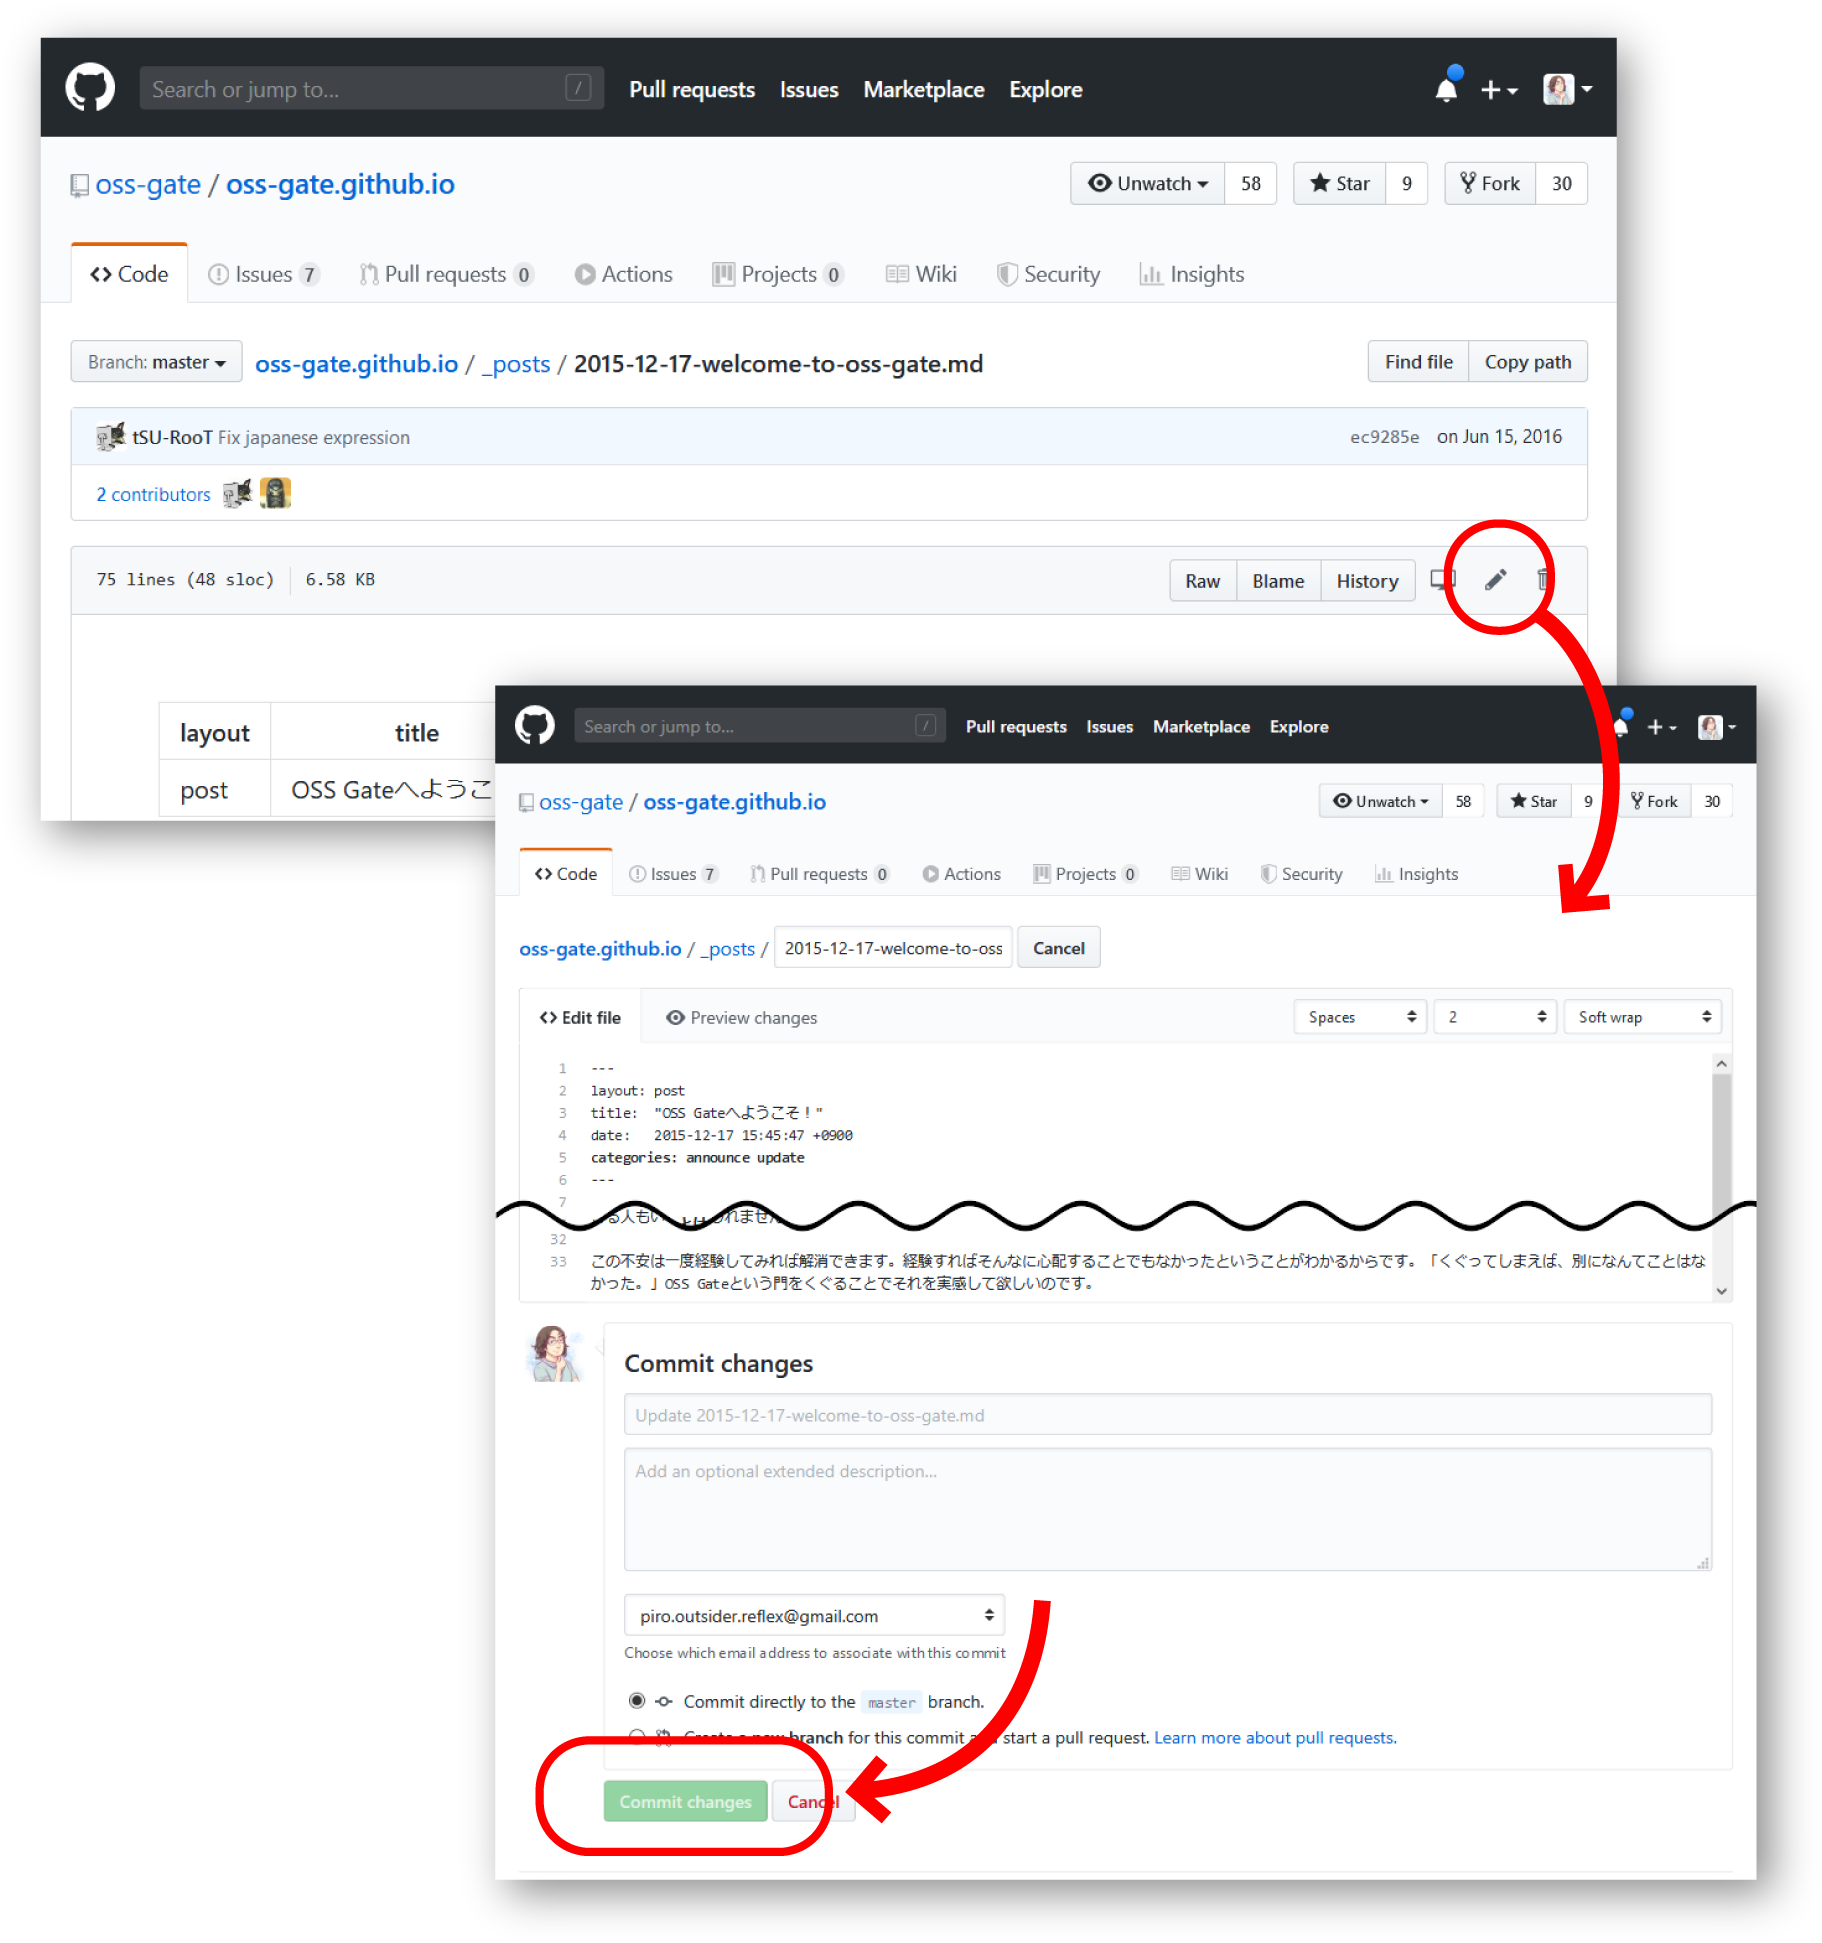 Search or jump to... / Pull requests Issues Marketplace Explore
oss-gate / oss-gate.github.io Unwatch 58 Star 9 Fork 30
Code Issues 7 Pull requests 0 Actions Projects 0 Wiki Security Insights
Branch: master oss-gate.github.io / _posts / 2015-12-17-welcome-to-oss-gate.md Find file Copy path
tSU-RooT Fix japanese expression ec9285e on Jun 15, 2016
2 contributors
75 lines (48 sloc) 6.58 KB Raw Blame History
layout title
post OSS Gateへようこ
Search or jump to... / Pull requests Issues Marketplace Explore
oss-gate / oss-gate.github.io Unwatch 58 Star 9 Fork 30
Code Issues 7 Pull requests 0 Actions Projects 0 Wiki Security Insights
oss-gate.github.io / _posts / 2015-12-17-welcome-to-oss Cancel
Edit file Preview changes Spaces 2 Soft wrap
1 ---
2 layout: post
3 title: "OSS Gateへようこそ！"
4 date: 2015-12-17 15:45:47 +0900
5 categories: announce update
6 ---
7
る人もい れません
32
33 この不安は一度経験してみれば解消できます。経験すればそんなに心配することでもなかったということがわかるからです。「くぐってしまえば、別になんてことはな
かった。」OSS Gateという門をくぐることでそれを実感して欲しいのです。
Commit changes
Update 2015-12-17-welcome-to-oss-gate.md
Add an optional extended description...
piro.outsider.reflex@gmail.com
Choose which email address to associate with this commit
Commit directly to the master branch.
Create a new branch for this commit and start a pull request. Learn more about pull requests.
Commit changes Cancel